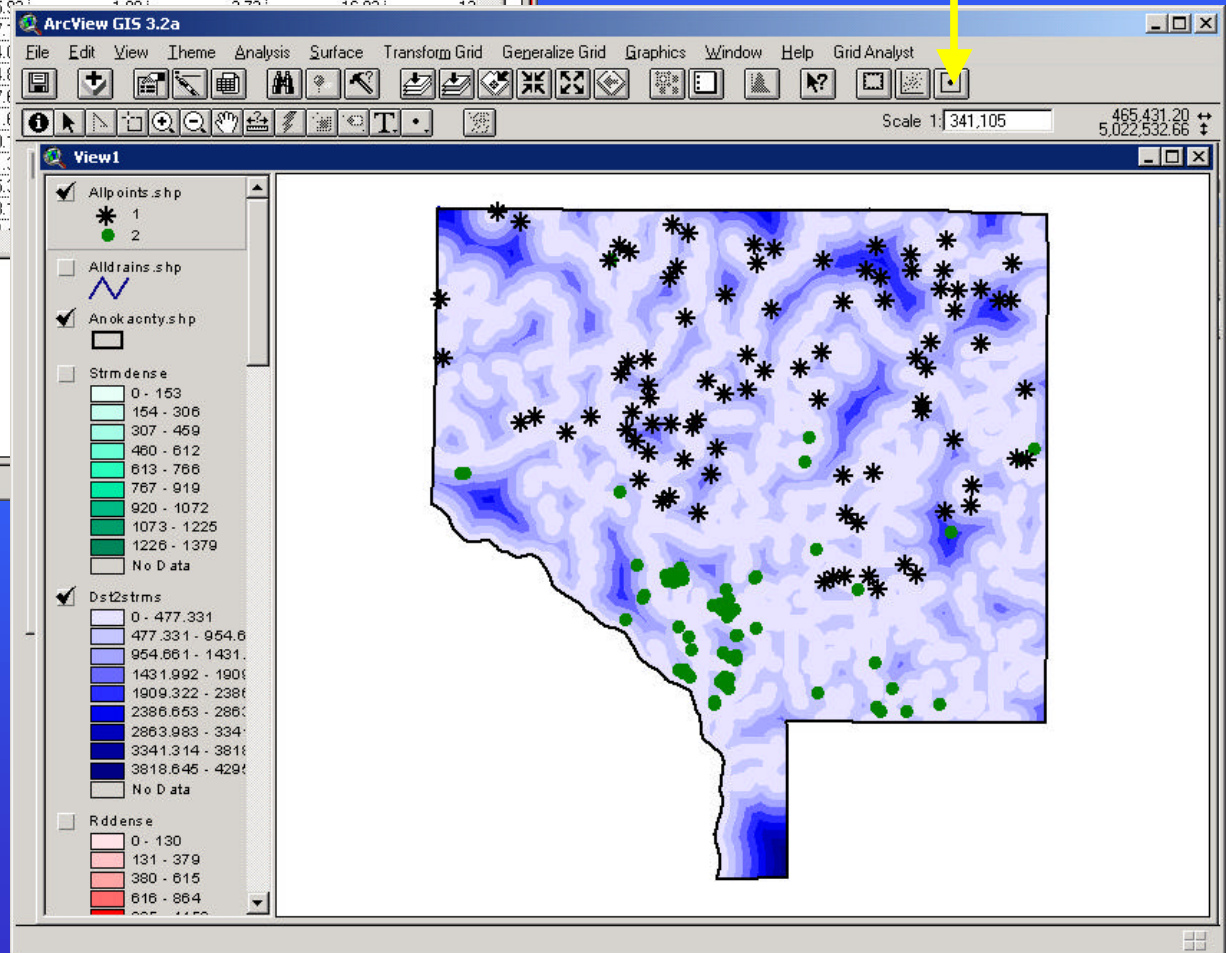 ArcView GIS 3.2a
File Edit View Theme Analysis Surface Transform Grid Generalize Grid Graphics Window Help Grid Analyst
Scale 1: 341,105
465,431.20
5,022,532.66
T
View1
Allpoints.shp
1
2
Alldrains.shp
Anokacnty.shp
Strmdense
0 - 153
154 - 306
307 - 459
460 - 612
613 - 766
767 - 919
920 - 1072
1073 - 1225
1226 - 1379
No Data
Dst2strms
0 - 477.331
477.331 - 954.6
954.661 - 1431.
1431.992 - 1909
1909.322 - 2386
2386.653 - 2863
2863.983 - 334
3341.314 - 3818
3818.645 - 4295
No Data
Rddense
0 - 130
131 - 379
380 - 615
616 - 864